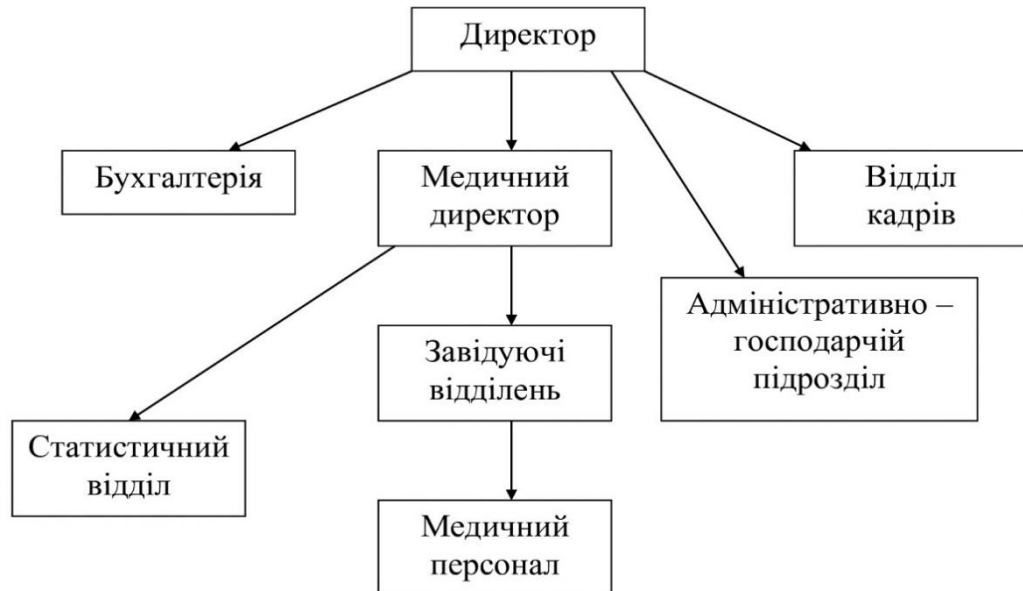 Директор
Бухгалтерія
Медичний
директор
Відділ
кадрів
Адміністративно –
господарчій
підрозділ
Завідуючі
відділень
Статистичний
відділ
Медичний
персонал